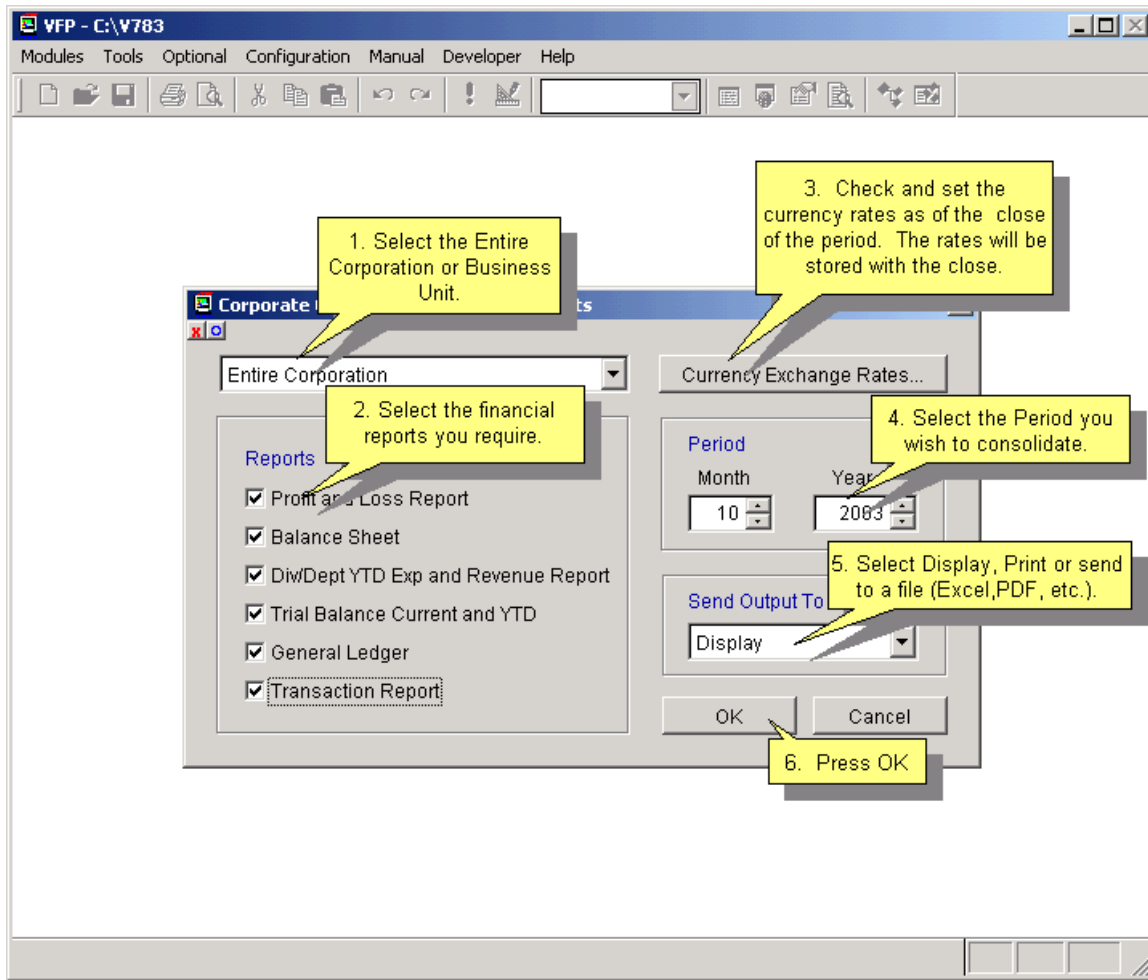 VFP - C:\V783
Modules Tools Optional Configuration Manual Developer Help
3. Check and set the
currency rates as of the close
of the period. The rates will be
stored with the close.
1. Select the Entire
Corporation or Business
Unit.
Corporate
ts
Entire Corporation
Currency Exchange Rates...
2. Select the financial
reports you require.
4. Select the Period you
wish to consolidate.
Reports
Profit and Loss Report
Balance Sheet
Div/Dept YTD Exp and Revenue Report
Trial Balance Current and YTD
General Ledger
Transaction Report
Period
Month Year
10 2003
5. Select Display, Print or send
to a file (Excel,PDF, etc.).
Send Output To
Display
OK Cancel
6. Press OK